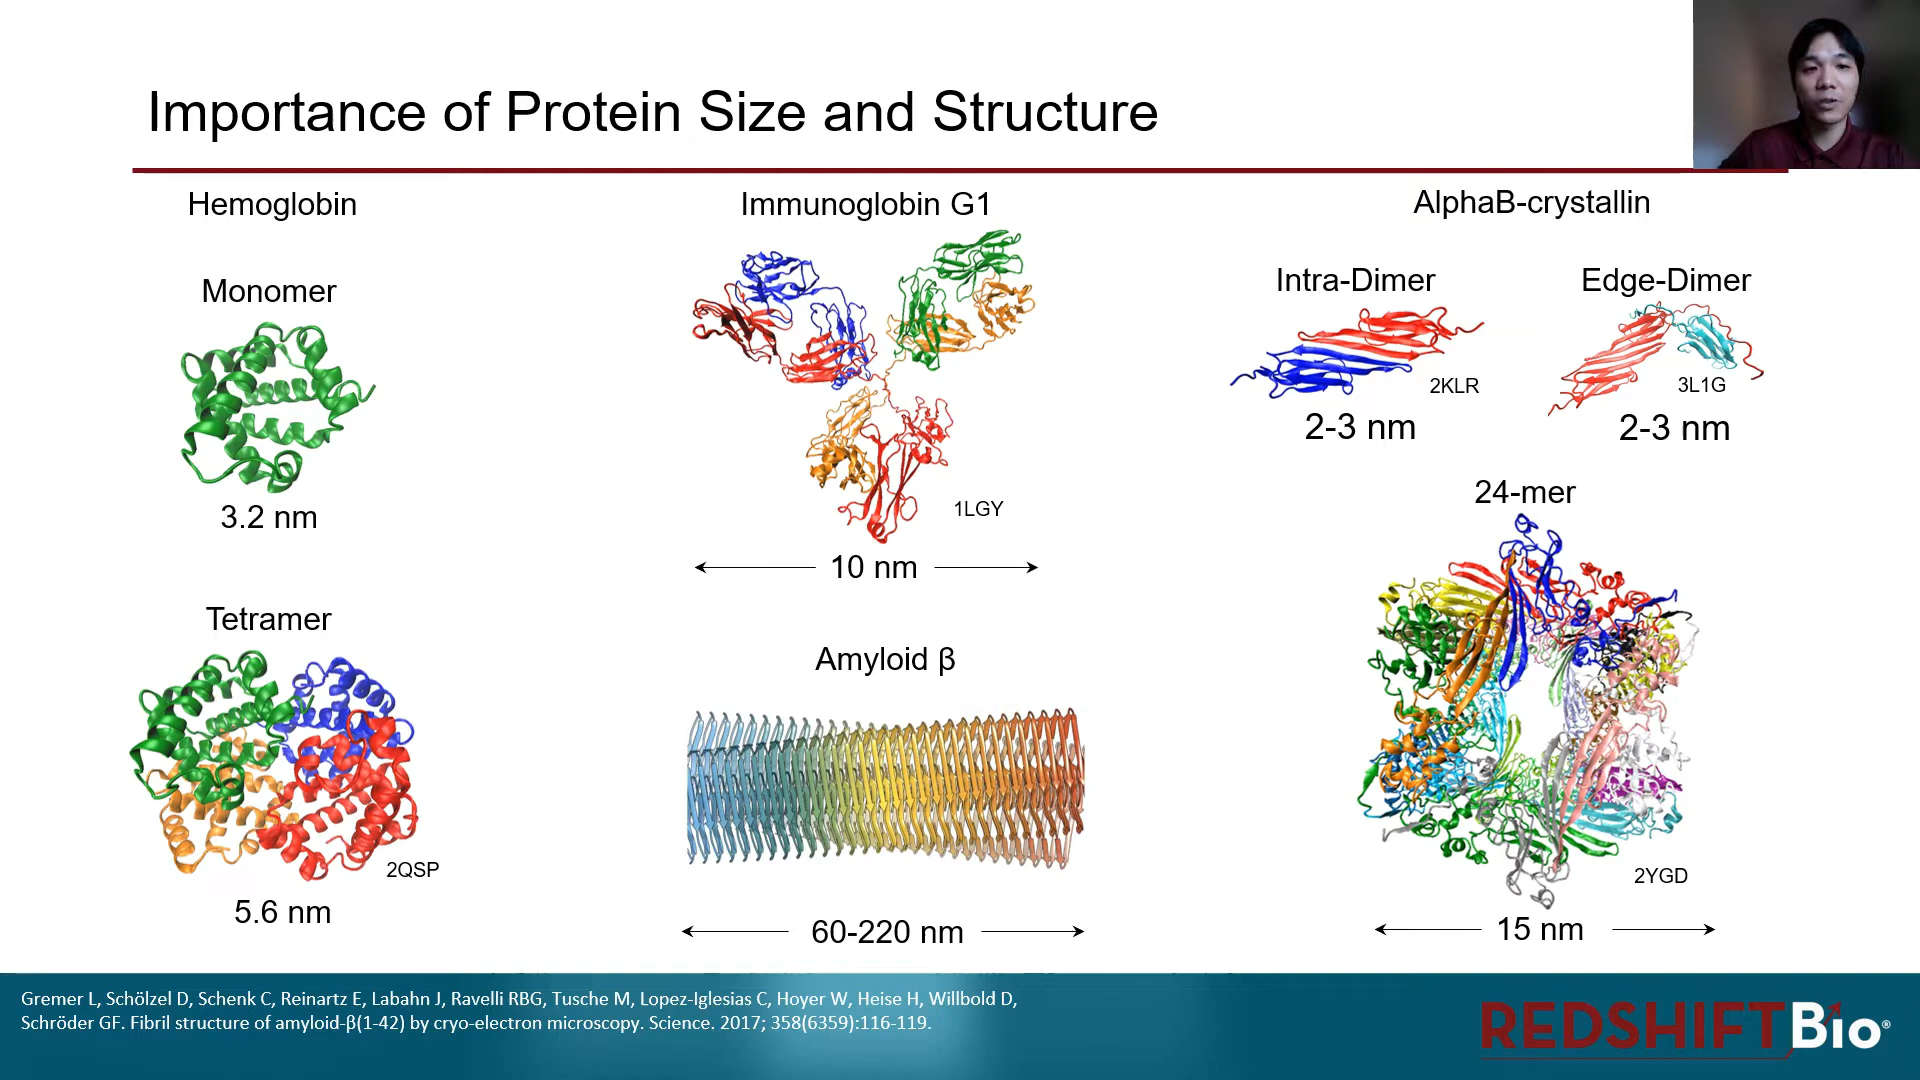 Importance of Protein Size and Structure
Hemoglobin
Monomer
3.2 nm
Tetramer
2QSP
5.6 nm
Immunoglobin G1
1LGY
10 nm
Amyloid β
60-220 nm
AlphaB-crystallin
Intra-Dimer
2KLR
2-3 nm
Edge-Dimer
3L1G
2-3 nm
24-mer
2YGD
15 nm
Gremer L, Schölzel D, Schenk C, Reinartz E, Labahn J, Ravelli RBG, Tusche M, Lopez-Iglesias C, Hoyer W, Heise H, Willbold D,
Schröder GF. Fibril structure of amyloid-β(1-42) by cryo-electron microscopy. Science. 2017; 358(6359):116-119.
REDSHIFTBio®